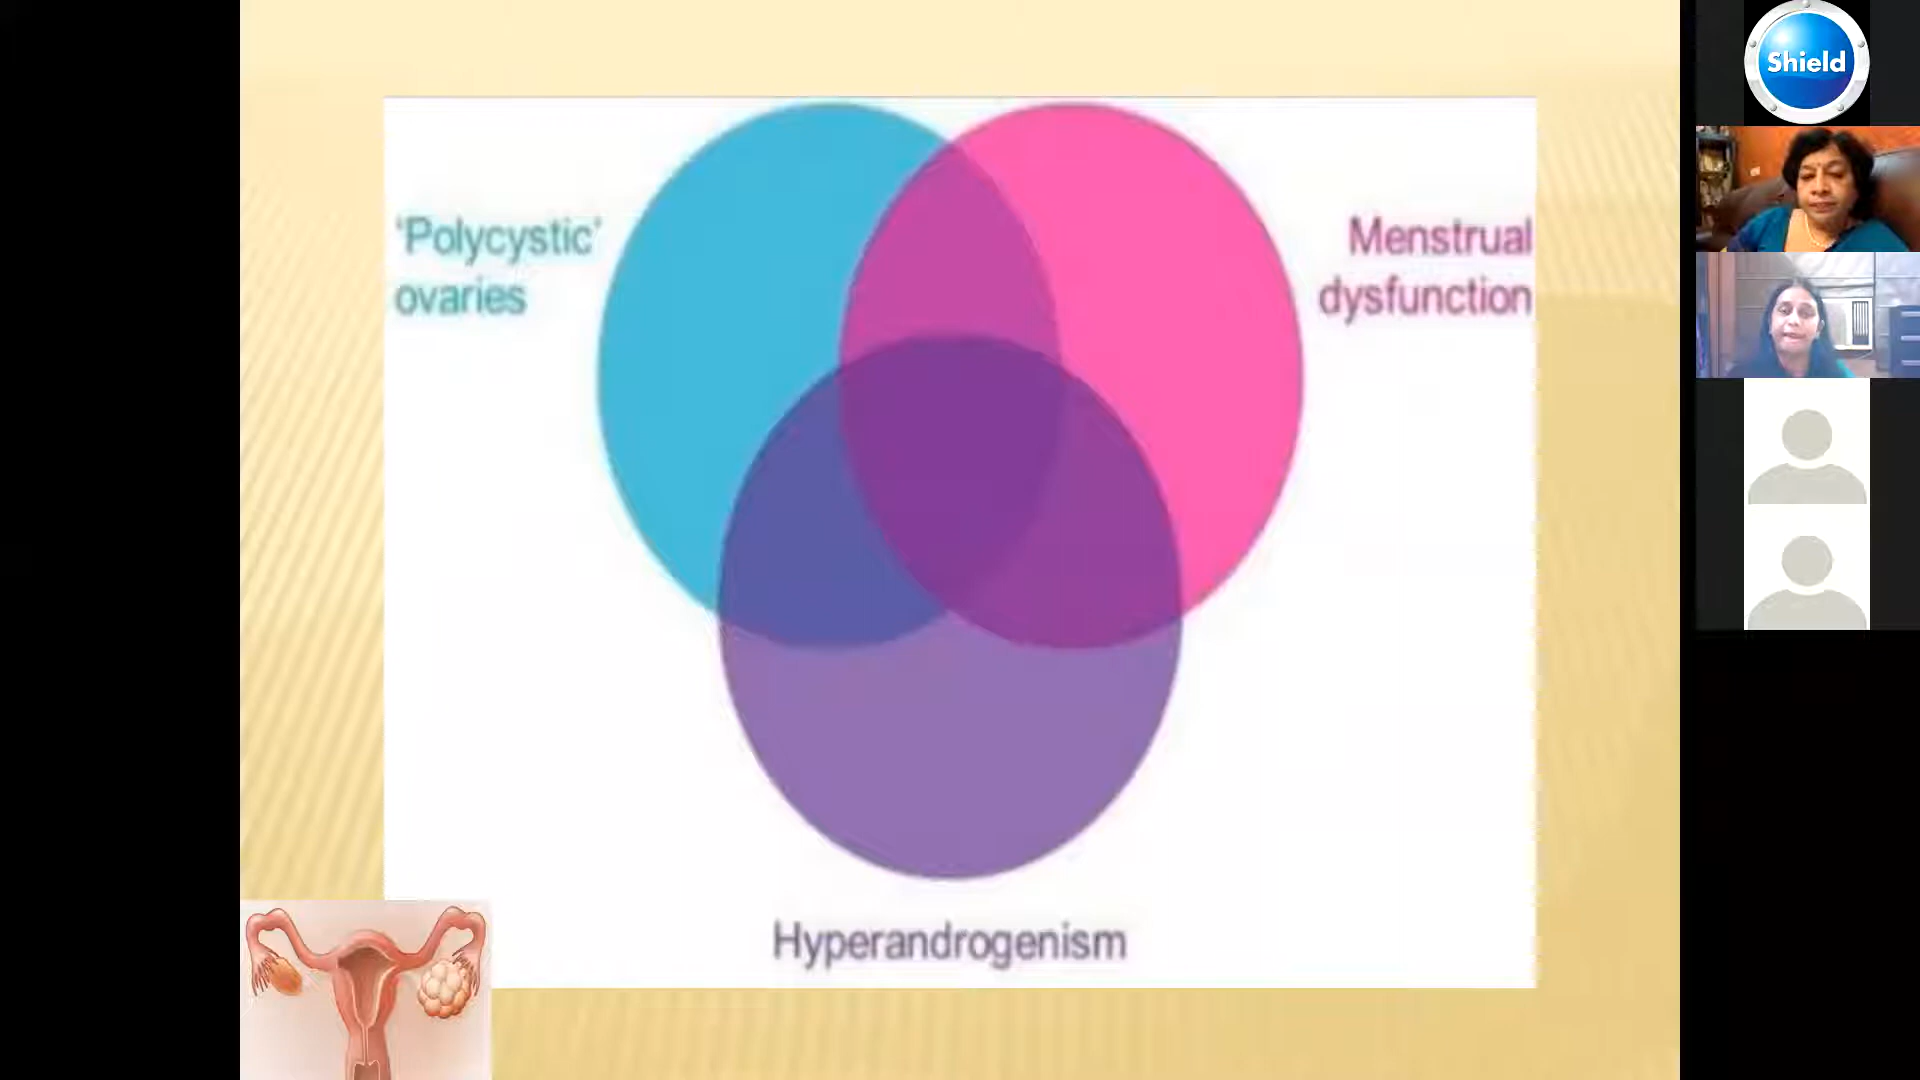 Shield
'Polycystic'
ovaries
Menstrual
dysfunction
Hyperandrogenism